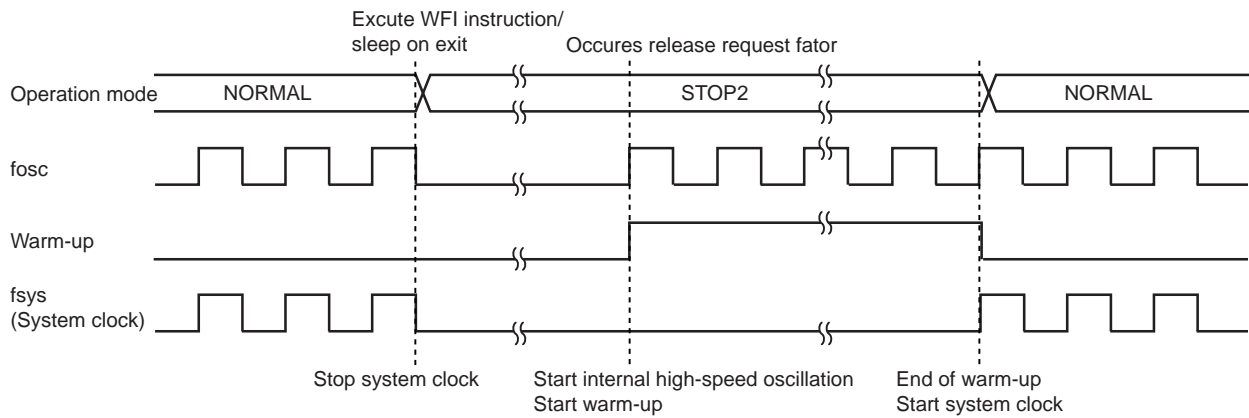 Excute WFI instruction/
sleep on exit
Occures release request fator
Operation mode
NORMAL
STOP2
NORMAL
fosc
Warm-up
fsys
(System clock)
Stop system clock
Start internal high-speed oscillation
Start warm-up
End of warm-up
Start system clock